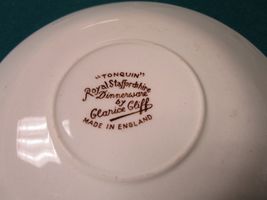 "TONQUIN"
Royal Staffordshire
Dinnerware
by
Clarice Cliff
MADE IN ENGLAND